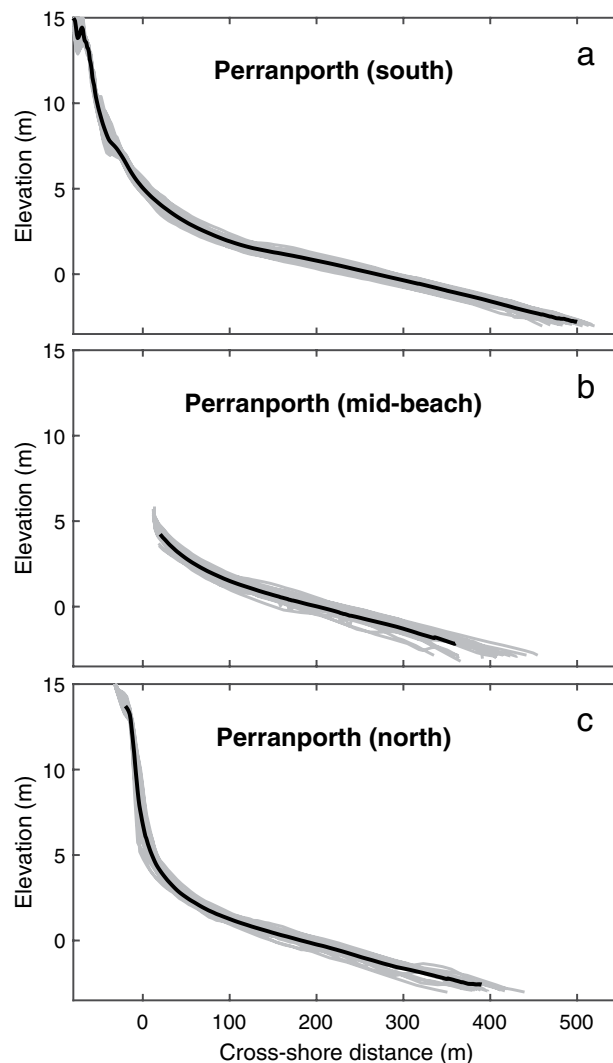 15
a
Perranporth (south)
10
Elevation (m)
5
0
15
b
Perranporth (mid-beach)
10
Elevation (m)
5
0
15
c
Perranporth (north)
10
Elevation (m)
5
0
0 100 200 300 400 500
Cross-shore distance (m)